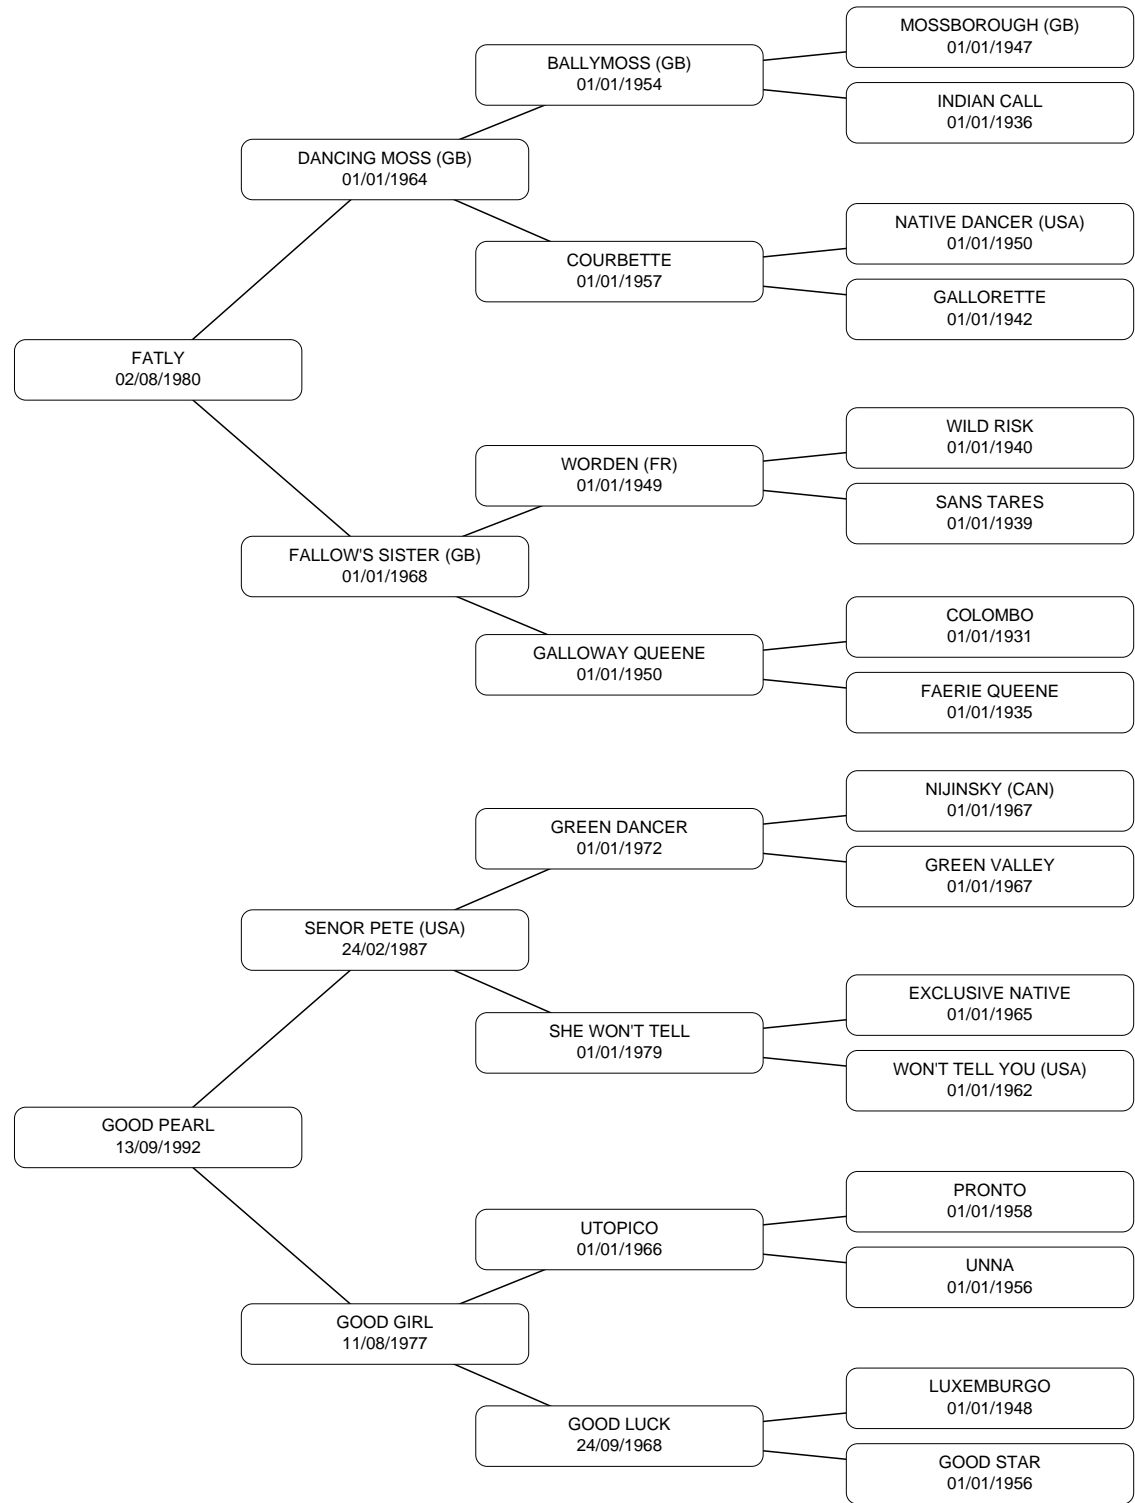 MOSSBOROUGH (GB)
01/01/1947
BALLYMOSS (GB)
01/01/1954
INDIAN CALL
01/01/1936
DANCING MOSS (GB)
01/01/1964
NATIVE DANCER (USA)
01/01/1950
COURBETTE
01/01/1957
GALLORETTE
01/01/1942
FATLY
02/08/1980
WILD RISK
01/01/1940
WORDEN (FR)
01/01/1949
SANS TARES
01/01/1939
FALLOW'S SISTER (GB)
01/01/1968
COLOMBO
01/01/1931
GALLOWAY QUEENE
01/01/1950
FAERIE QUEENE
01/01/1935
NIJINSKY (CAN)
01/01/1967
GREEN DANCER
01/01/1972
GREEN VALLEY
01/01/1967
SENOR PETE (USA)
24/02/1987
EXCLUSIVE NATIVE
01/01/1965
SHE WON'T TELL
01/01/1979
WON'T TELL YOU (USA)
01/01/1962
GOOD PEARL
13/09/1992
PRONTO
01/01/1958
UTOPICO
01/01/1966
UNNA
01/01/1956
GOOD GIRL
11/08/1977
LUXEMBURGO
01/01/1948
GOOD LUCK
24/09/1968
GOOD STAR
01/01/1956